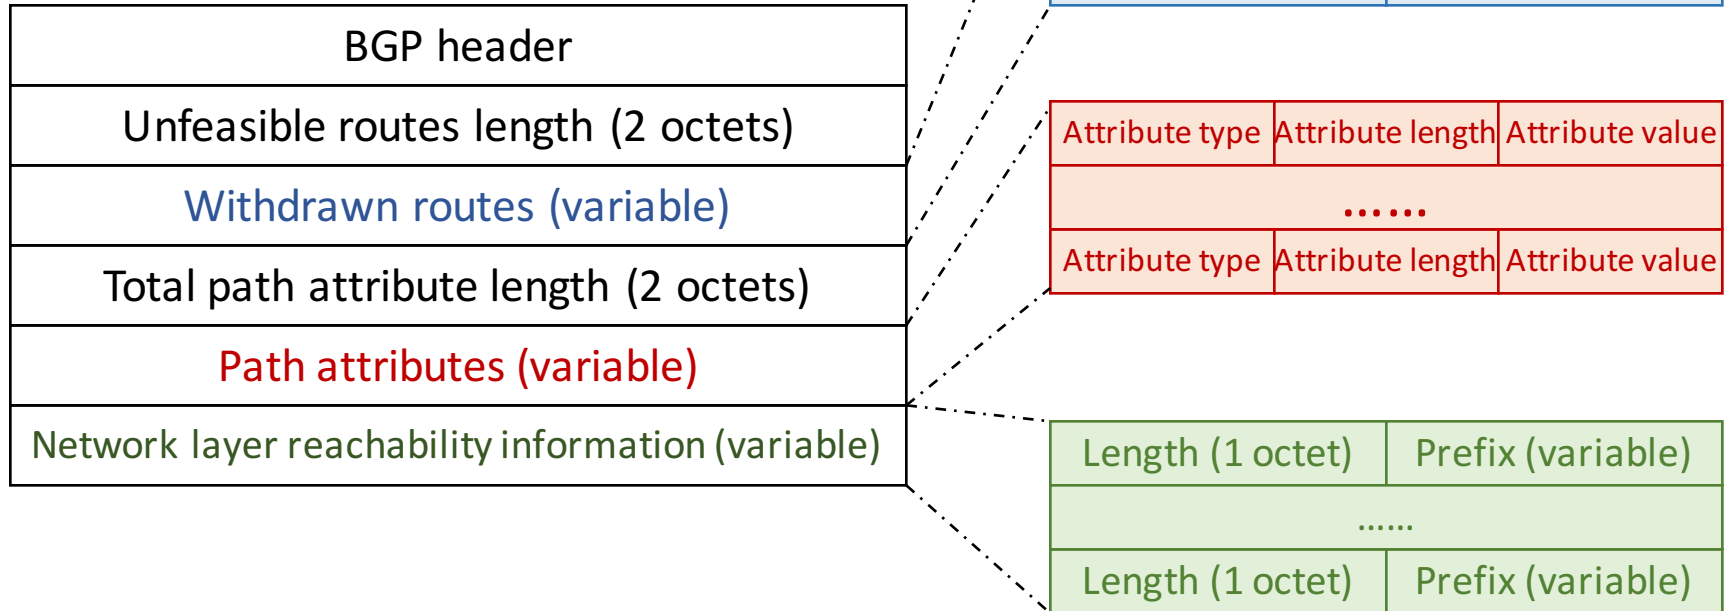 BGP header
Unfeasible routes length (2 octets)
Withdrawn routes (variable)
Total path attribute length (2 octets)
Path attributes (variable)
Network layer reachability information (variable)
Attribute type Attribute length Attribute value
......
Attribute type Attribute length Attribute value
Length (1 octet) Prefix (variable)
......
Length (1 octet) Prefix (variable)